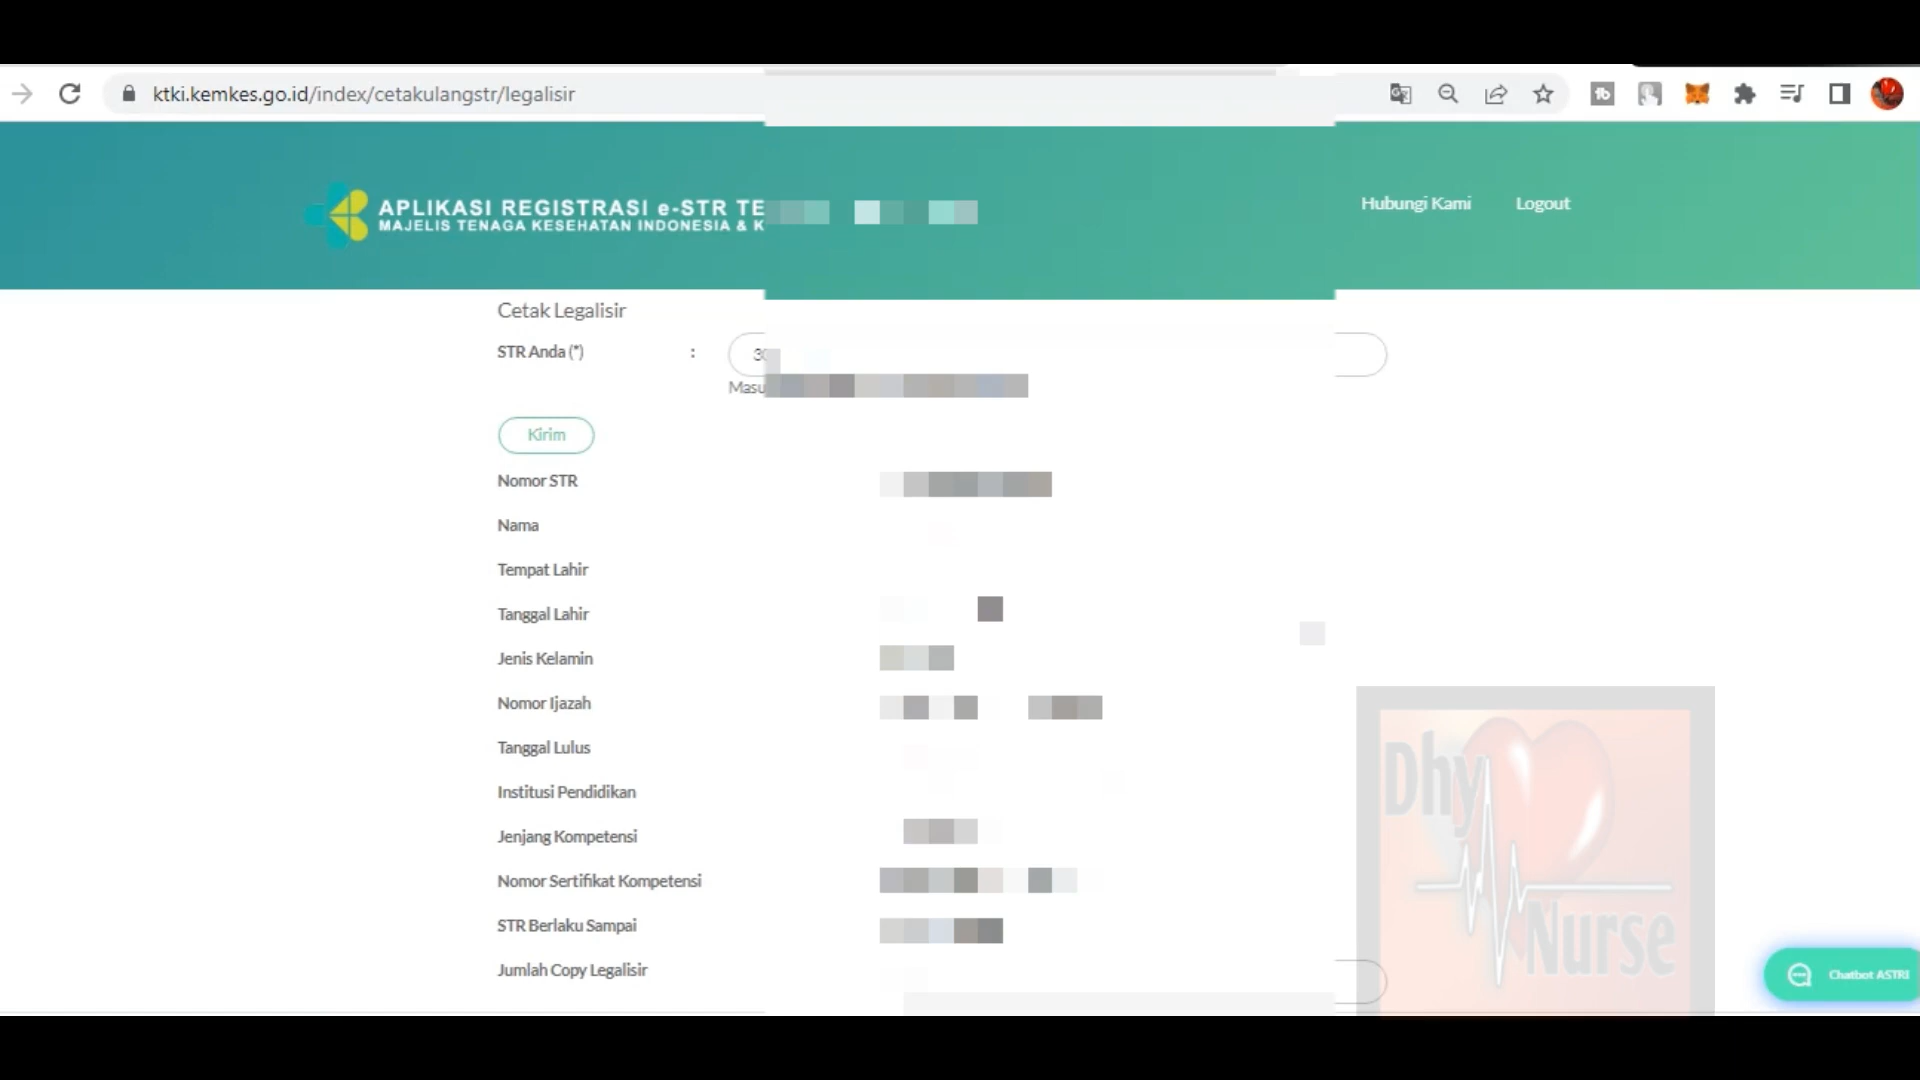 ktki.kemkes.go.id/index/cetakulangstr/legalisir
APLIKASI REGISTRASI e-STR
MAJELIS TENAGA KESEHATAN INDONESIA &
Hubungi Kami
Logout
Cetak Legalisir
STR Anda (*) :
Kirim
Nomor STR
Nama
Tempat Lahir
Tanggal Lahir
Jenis Kelamin
Nomor Ijazah
Tanggal Lulus
Institusi Pendidikan
Jenjang Kompetensi
Nomor Sertifikat Kompetensi
STR Berlaku Sampai
Jumlah Copy Legalisir
Dhy
Nurse
Chatbot ASTRI